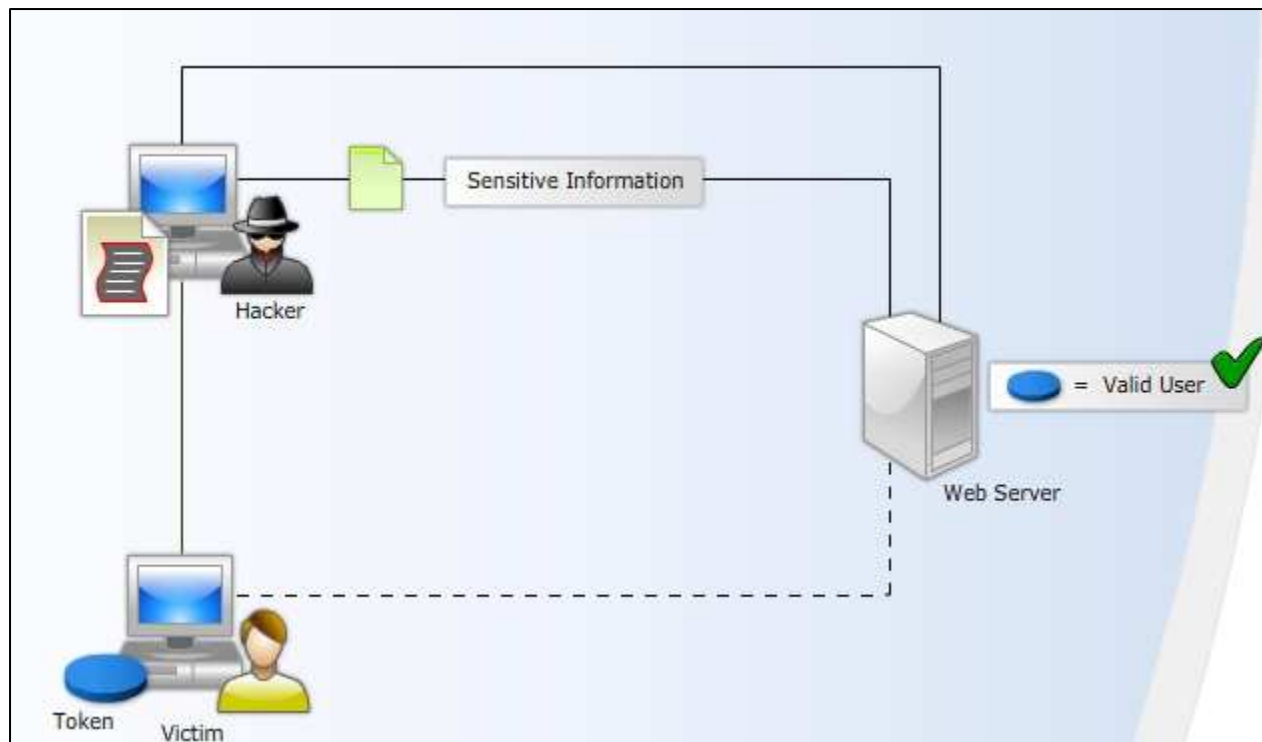 Sensitive Information
Hacker
= Valid User
Web Server
Token
Victim